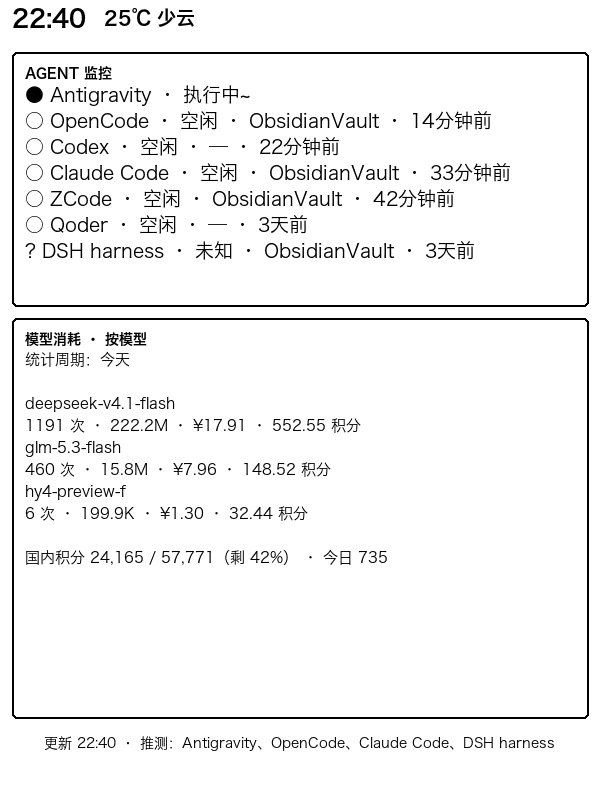 22:40 25℃ 少云
AGENT 监控
● Antigravity · 执行中~
○ OpenCode · 空闲 · ObsidianVault · 14分钟前
○ Codex · 空闲 · — · 22分钟前
○ Claude Code · 空闲 · ObsidianVault · 33分钟前
○ ZCode · 空闲 · ObsidianVault · 42分钟前
○ Qoder · 空闲 · — · 3天前
? DSH harness · 未知 · ObsidianVault · 3天前
模型消耗 · 按模型
统计周期：今天
deepseek-v4.1-flash
1191 次 · 222.2M · ¥17.91 · 552.55 积分
glm-5.3-flash
460 次 · 15.8M · ¥7.96 · 148.52 积分
hy4-preview-f
6 次 · 199.9K · ¥1.30 · 32.44 积分
国内积分 24,165 / 57,771（剩 42%） · 今日 735
更新 22:40 · 推测：Antigravity、OpenCode、Claude Code、DSH harness